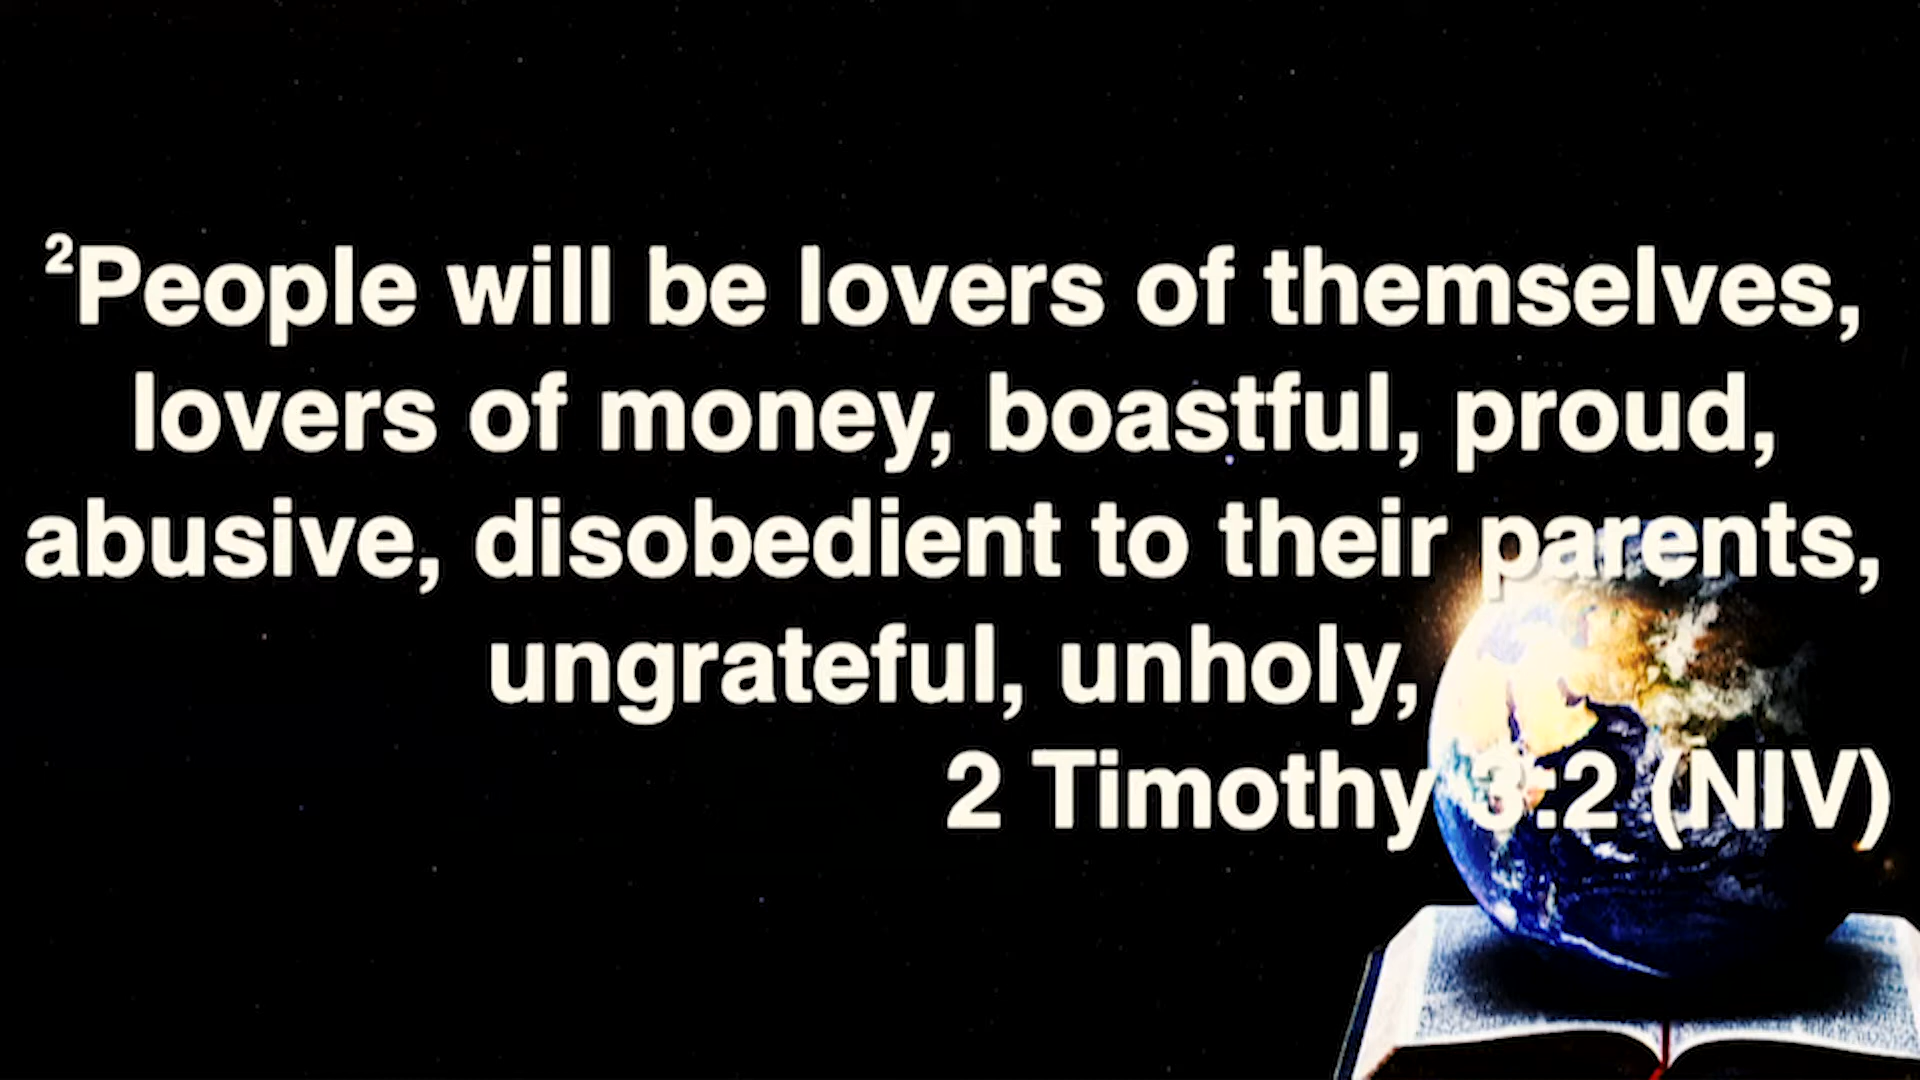 ²People will be lovers of themselves,
lovers of money, boastful, proud,
abusive, disobedient to their parents,
ungrateful, unholy,
2 Timothy 3:2 (NIV)